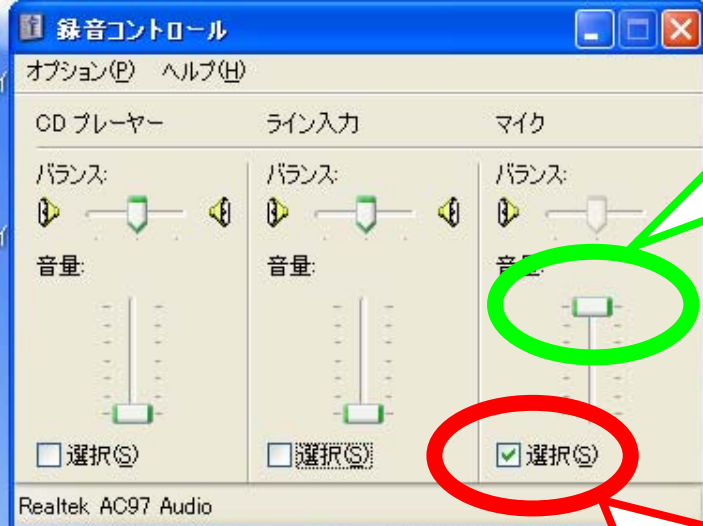 録音コントロール
オプション(P) ヘルプ(H)
CD プレーヤー ライン入力 マイク
バランス: バランス: バランス:
音量: 音量: 音量:
選択(S) 選択(S) 選択(S)
Realtek AC97 Audio